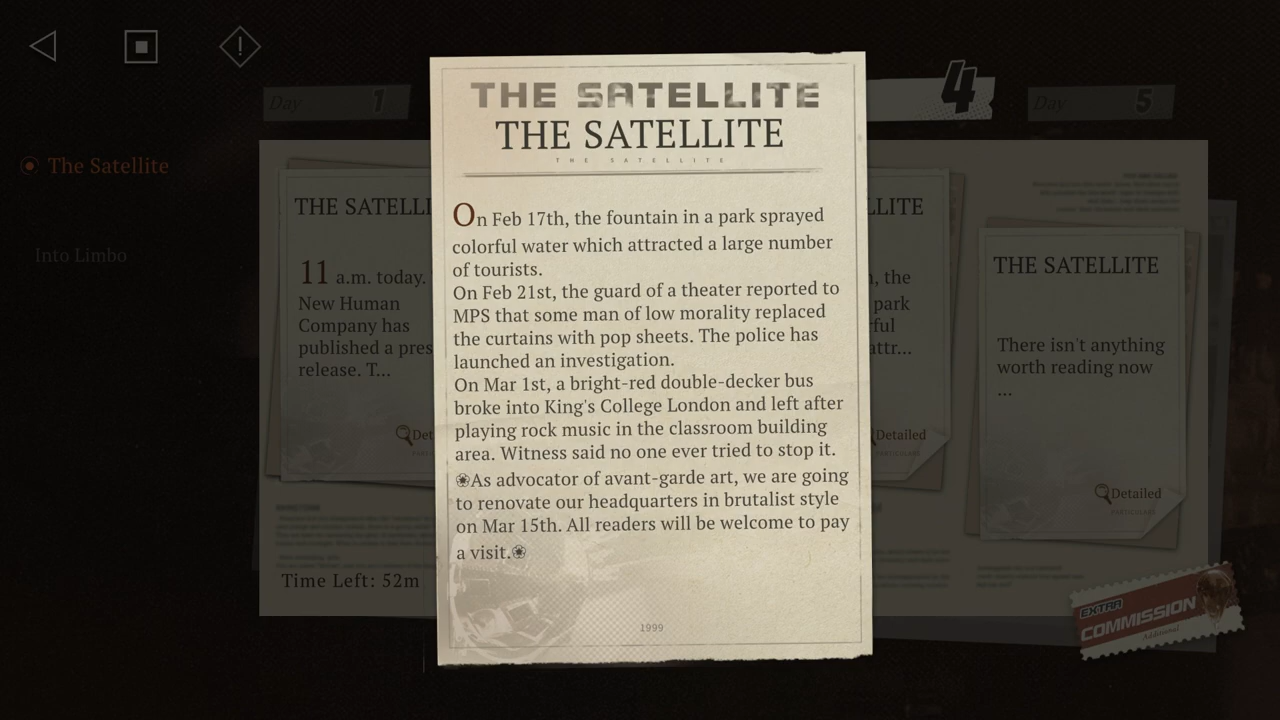 Day 1
4
Day 5
The Satellite
Into Limbo
THE SATELLI
11 a.m. today.
New Human
Company has
published a pres
release. T...
Det
Time Left: 52m
THE SATELLITE
THE SATELLITE
THE SATELLITE
On Feb 17th, the fountain in a park sprayed
colorful water which attracted a large number
of tourists.
On Feb 21st, the guard of a theater reported to
MPS that some man of low morality replaced
the curtains with pop sheets. The police has
launched an investigation.
On Mar 1st, a bright-red double-decker bus
broke into King's College London and left after
playing rock music in the classroom building
area. Witness said no one ever tried to stop it.
As advocator of avant-garde art, we are going
to renovate our headquarters in brutalist style
on Mar 15th. All readers will be welcome to pay
a visit.
1999
LLITE
n, the
park
rful
attr...
Detailed
PARTICULARS
THE SATELLITE
There isn't anything
worth reading now
...
Detailed
PARTICULARS
EXTRA
COMMISSION
Additional